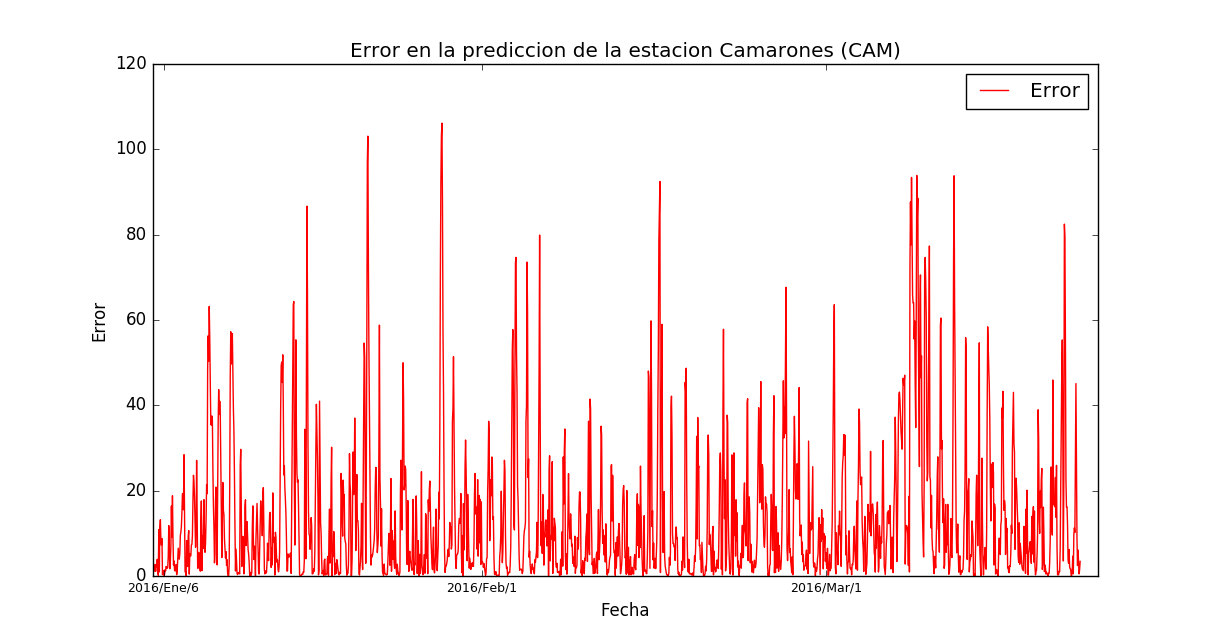 Error en la prediccion de la estacion Camarones (CAM)
120
Error
100
80
60
40
20
0
Error
2016/Ene/6
2016/Feb/1
2016/Mar/1
Fecha